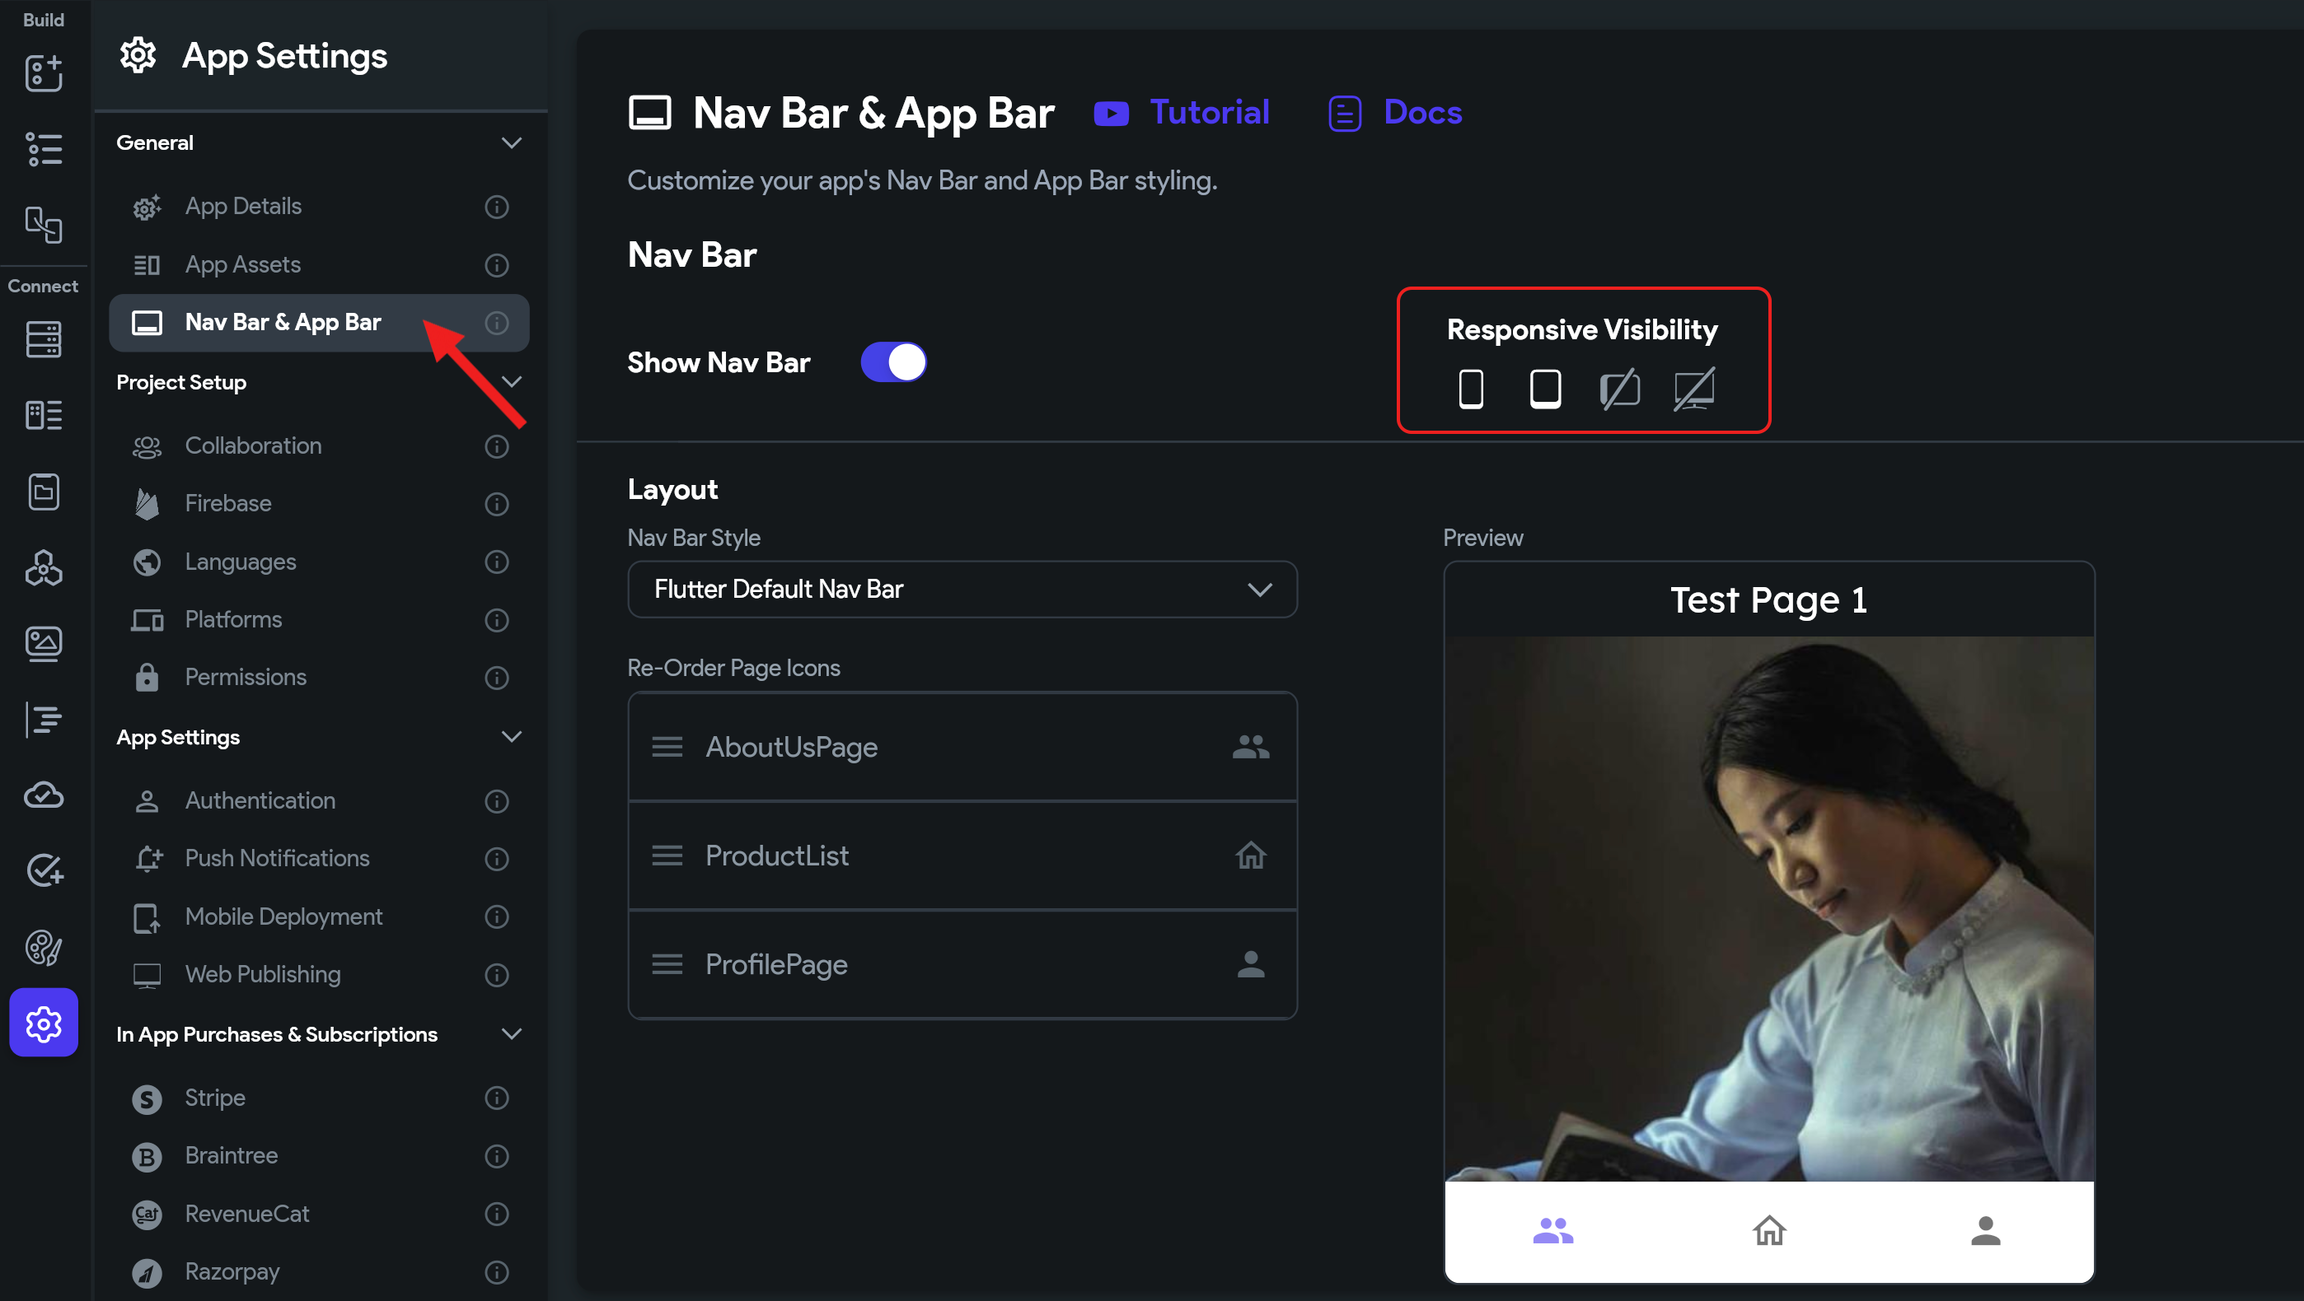 Build
App Settings
General
App Details
App Assets
Connect
Nav Bar & App Bar
Project Setup
Collaboration
Firebase
Languages
Platforms
Permissions
App Settings
Authentication
Push Notifications
Mobile Deployment
Web Publishing
In App Purchases & Subscriptions
Stripe
Braintree
RevenueCat
Razorpay
Nav Bar & App Bar
Tutorial
Docs
Customize your app's Nav Bar and App Bar styling.
Nav Bar
Show Nav Bar
Responsive Visibility
Layout
Nav Bar Style
Flutter Default Nav Bar
Re-Order Page Icons
AboutUsPage
ProductList
ProfilePage
Preview
Test Page 1